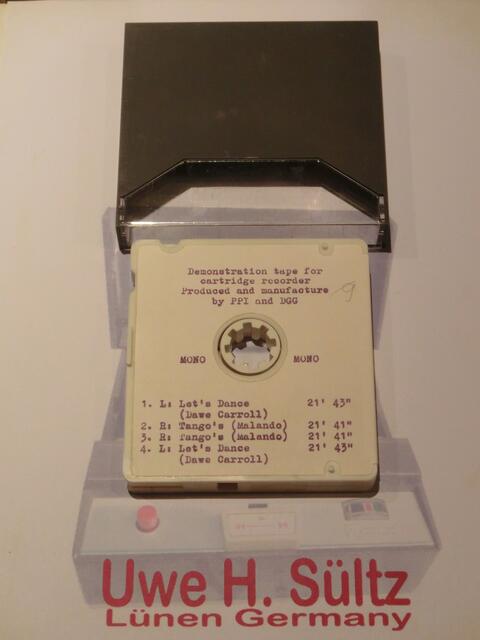 Demonstration tape for
cartridge recorder
Produced and manufacture
by PPI and DGG
9
MONO MONO
1. L: Let's Dance 21' 43"
(Dawe Carroll)
2. R: Tango's (Malando) 21' 41"
3. R: Tango's (Malando) 21' 41"
4. L: Let's Dance 21' 43"
(Dawe Carroll)
Uwe H. Sültz
Lünen Germany